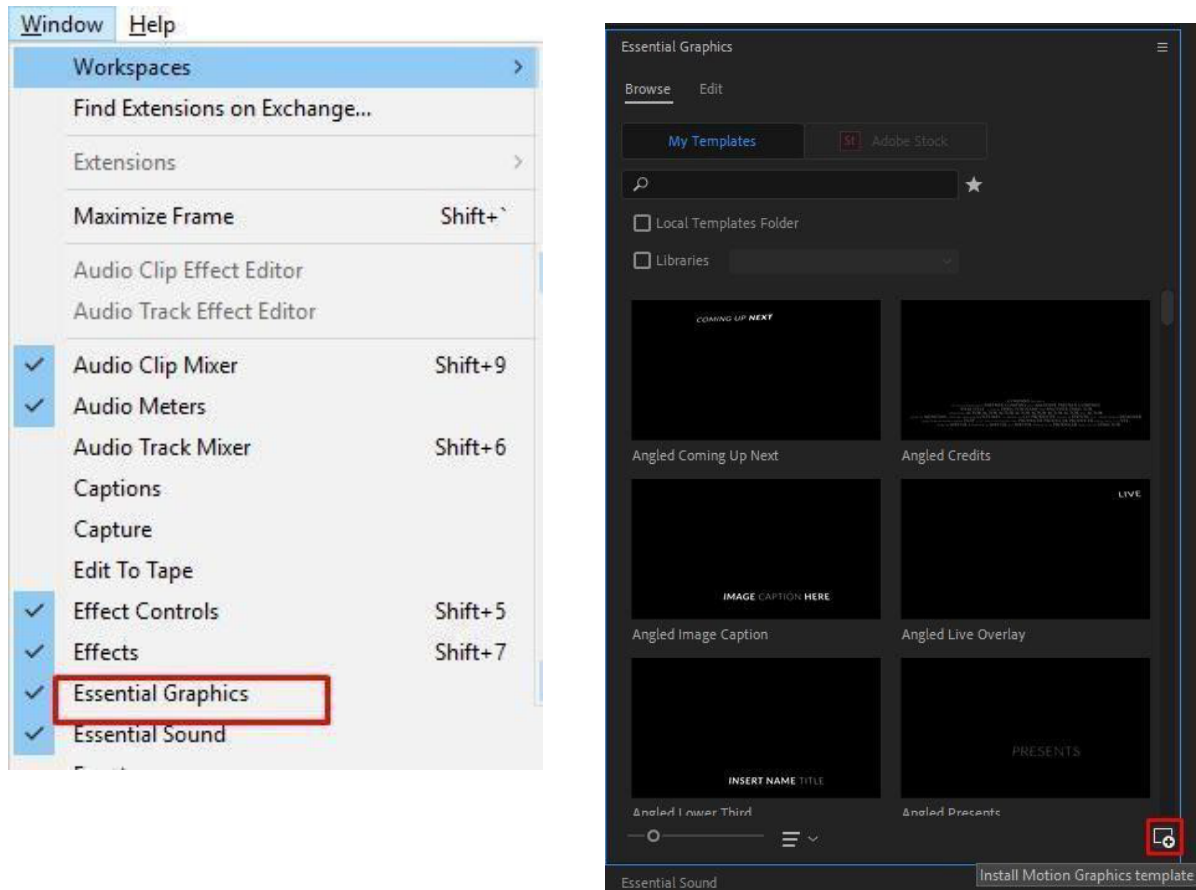 Window Help
Workspaces
Find Extensions on Exchange...
Extensions
Maximize Frame Shift+`
Audio Clip Effect Editor
Audio Track Effect Editor
Audio Clip Mixer Shift+9
Audio Meters
Audio Track Mixer Shift+6
Captions
Capture
Edit To Tape
Effect Controls Shift+5
Effects Shift+7
Essential Graphics
Essential Sound
Essential Graphics
Browse Edit
My Templates St Adobe Stock
Local Templates Folder
Libraries
COMING UP NEXT
Angled Coming Up Next Angled Credits
LIVE
IMAGE CAPTION HERE
Angled Image Caption Angled Live Overlay
PRESENTS
INSERT NAME TITLE
Angled Lower Third Angled Presents
Install Motion Graphics template
Essential Sound